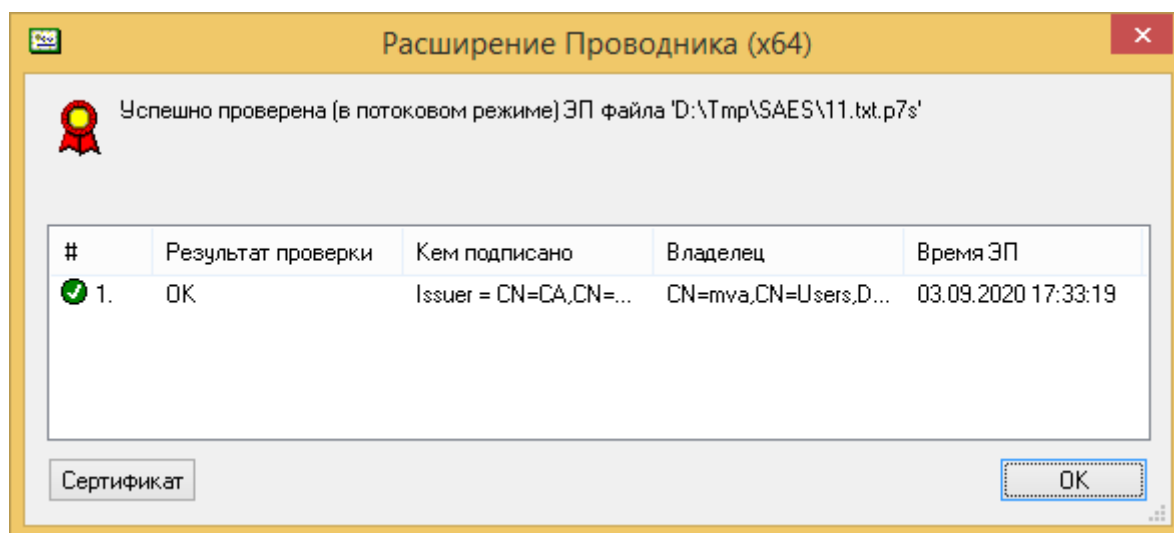 Расширение Проводника (x64)
Успешно проверена (в потоковом режиме) ЭП файла 'D:\Tmp\SAES\11.txt.p7s'
# Результат проверки Кем подписано Владелец Время ЭП
1. OK Issuer = CN=CA,CN=... CN=mva,CN=Users,D... 03.09.2020 17:33:19
Сертификат OK